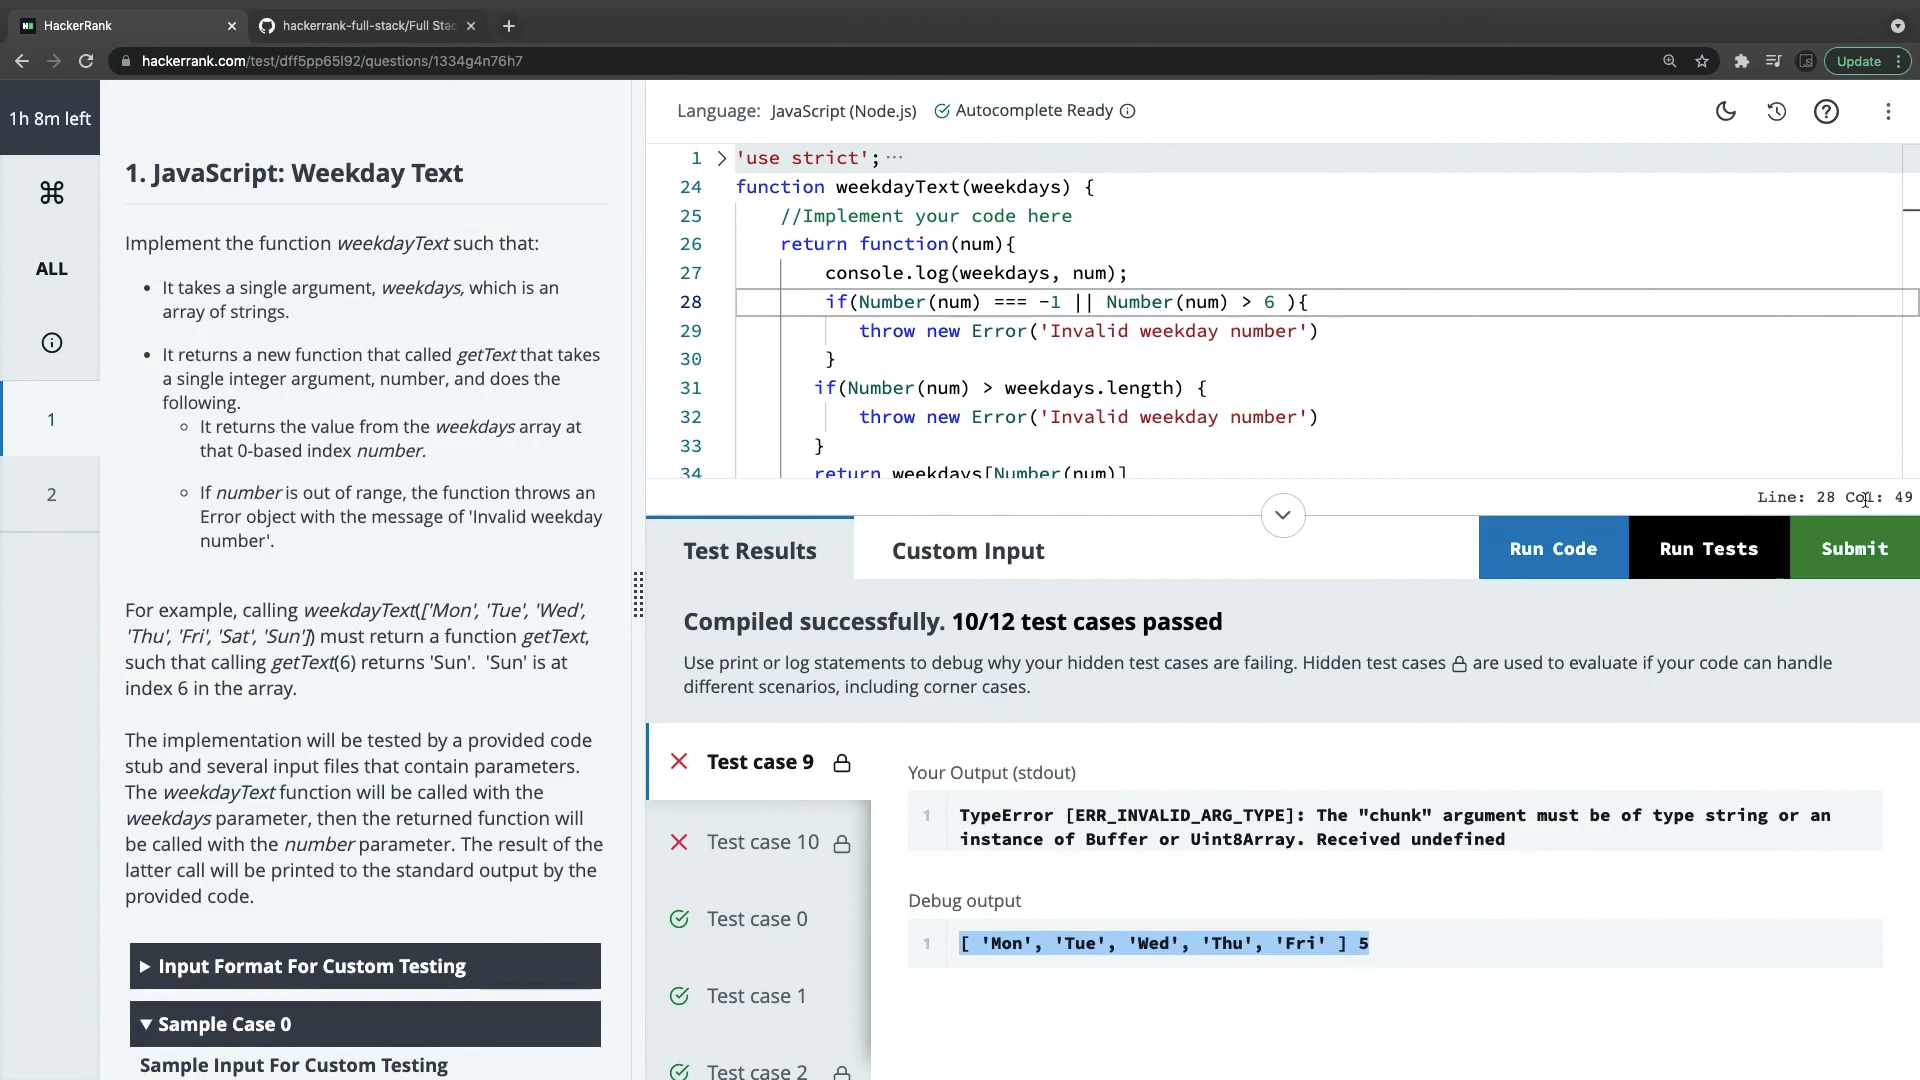 HackerRank
hackerrank-full-stack/Full Stac
hackerrank.com/test/dff5pp65l92/questions/1334g4n76h7
Update
1h 8m left
ALL
1
2
1. JavaScript: Weekday Text
Implement the function weekdayText such that:
• It takes a single argument, weekdays, which is an
array of strings.
• It returns a new function that called getText that takes
a single integer argument, number, and does the
following.
◦ It returns the value from the weekdays array at
that 0-based index number.
◦ If number is out of range, the function throws an
Error object with the message of 'Invalid weekday
number'.
For example, calling weekdayText(['Mon', 'Tue', 'Wed',
'Thu', 'Fri', 'Sat', 'Sun']) must return a function getText,
such that calling getText(6) returns 'Sun'.  'Sun' is at
index 6 in the array.
The implementation will be tested by a provided code
stub and several input files that contain parameters.
The weekdayText function will be called with the
weekdays parameter, then the returned function will
be called with the number parameter. The result of the
latter call will be printed to the standard output by the
provided code.
Input Format For Custom Testing
Sample Case 0
Sample Input For Custom Testing
Language: JavaScript (Node.js) Autocomplete Ready
1 'use strict'; ···
24 function weekdayText(weekdays) {
25 //Implement your code here
26 return function(num){
27 console.log(weekdays, num);
28 if(Number(num) === -1 || Number(num) > 6 ){
29 throw new Error('Invalid weekday number')
30 }
31 if(Number(num) > weekdays.length) {
32 throw new Error('Invalid weekday number')
33 }
34 return weekdays[Number(num)]
Line: 28 Col: 49
Test Results
Custom Input
Run Code
Run Tests
Submit
Compiled successfully. 10/12 test cases passed
Use print or log statements to debug why your hidden test cases are failing. Hidden test cases are used to evaluate if your code can handle
different scenarios, including corner cases.
Test case 9
Test case 10
Test case 0
Test case 1
Test case 2
Your Output (stdout)
1 TypeError [ERR_INVALID_ARG_TYPE]: The "chunk" argument must be of type string or an
instance of Buffer or Uint8Array. Received undefined
Debug output
1 [ 'Mon', 'Tue', 'Wed', 'Thu', 'Fri' ] 5